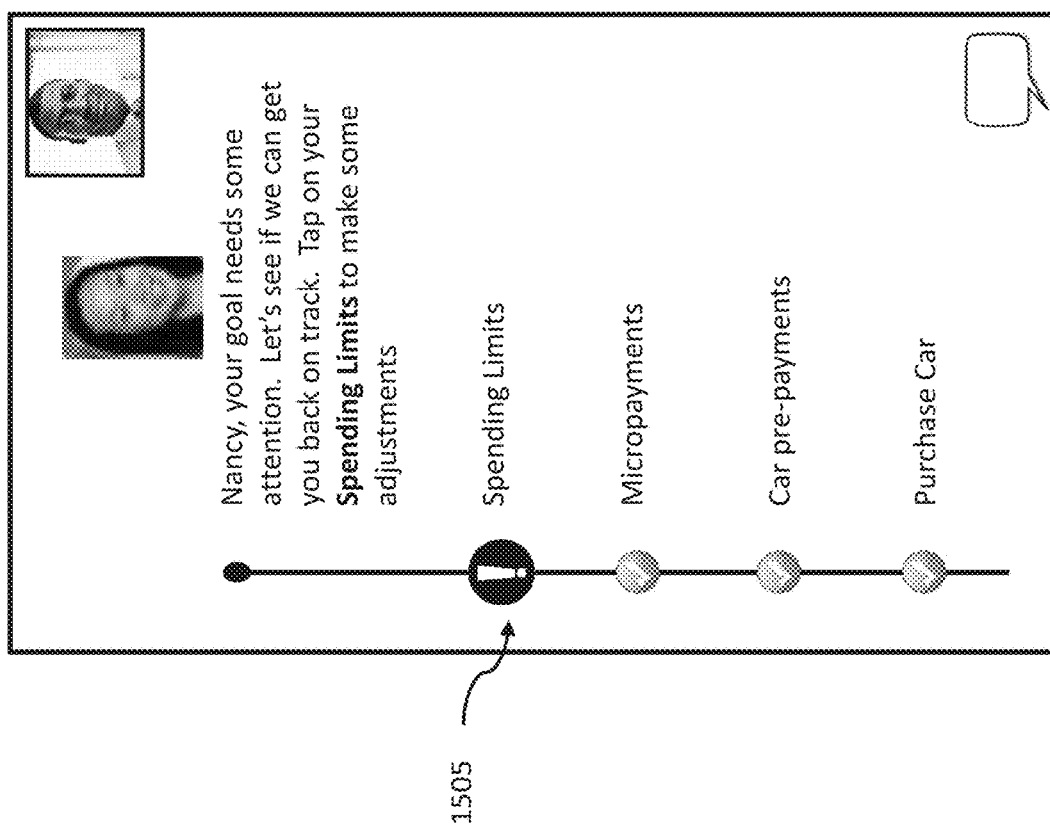 Nancy, your goal needs some
attention. Let's see if we can get
you back on track. Tap on your
Spending Limits to make some
adjustments
Spending Limits
Micropayments
Car pre-payments
Purchase Car
1505